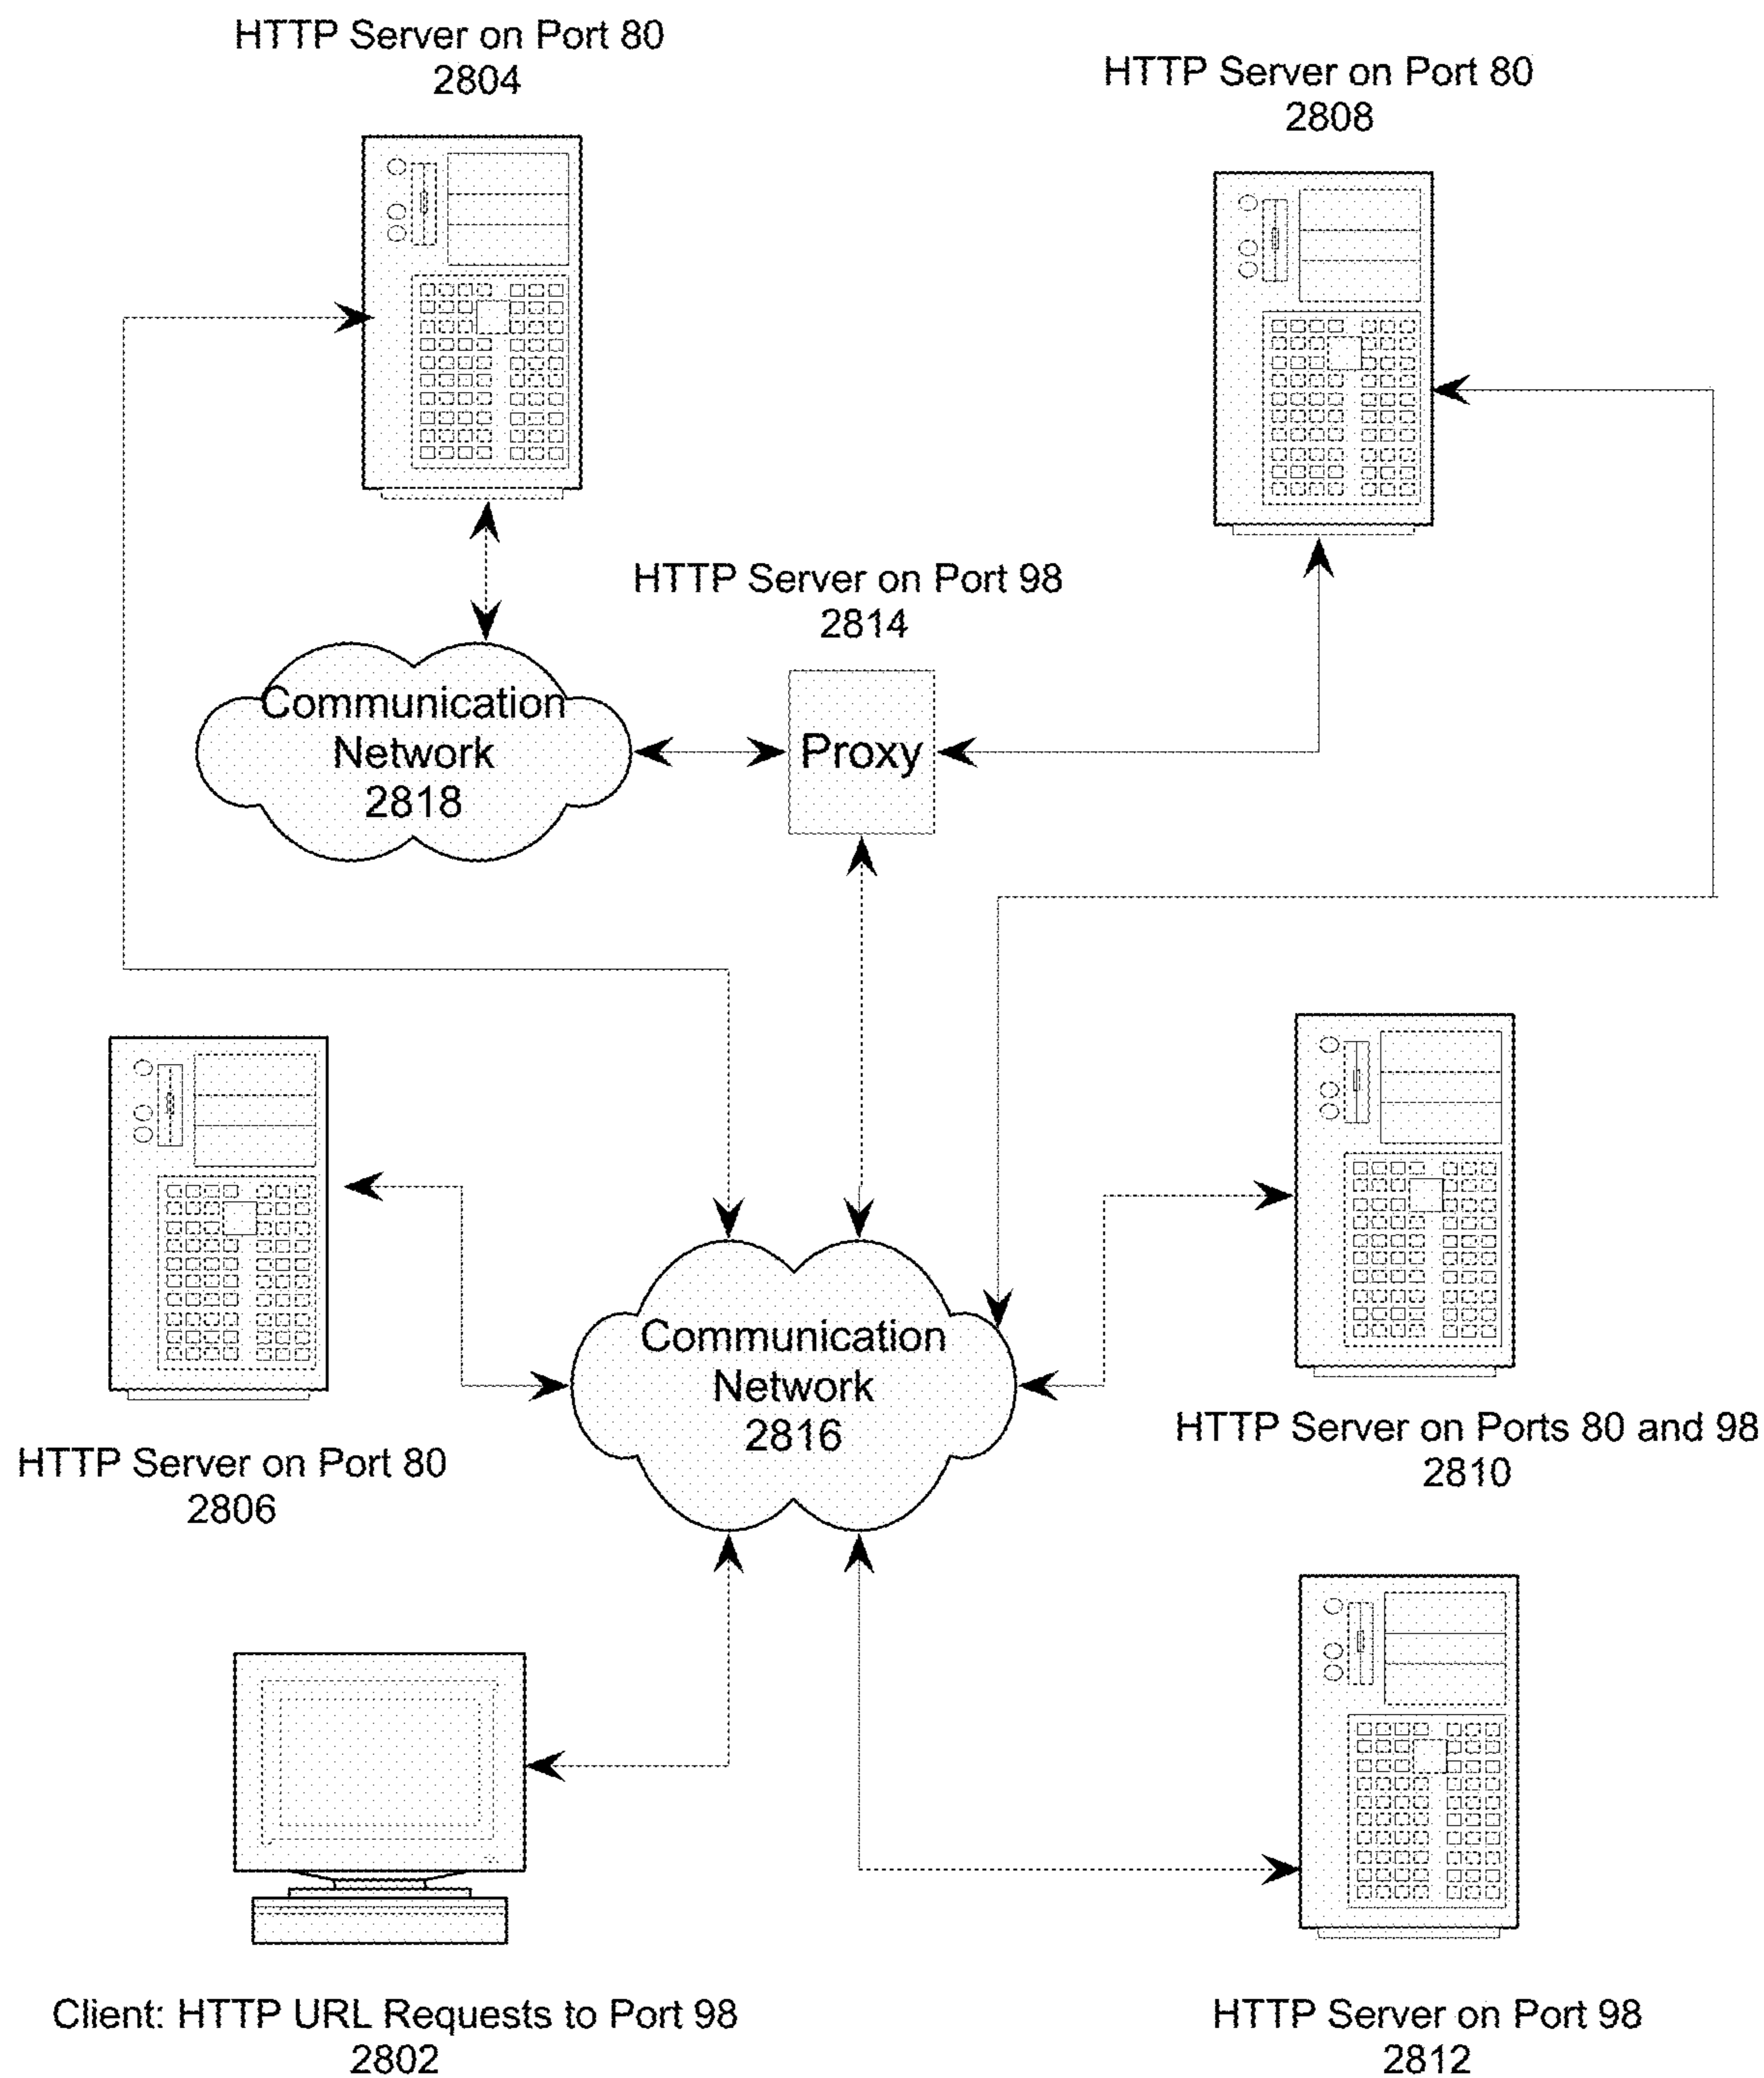 HTTP Server on Port 80
2804
HTTP Server on Port 80
2808
HTTP Server on Port 98
2814
Communication
Network
2818
Proxy
Communication
Network
2816
HTTP Server on Ports 80 and 98
2810
HTTP Server on Port 80
2806
Client: HTTP URL Requests to Port 98
2802
HTTP Server on Port 98
2812